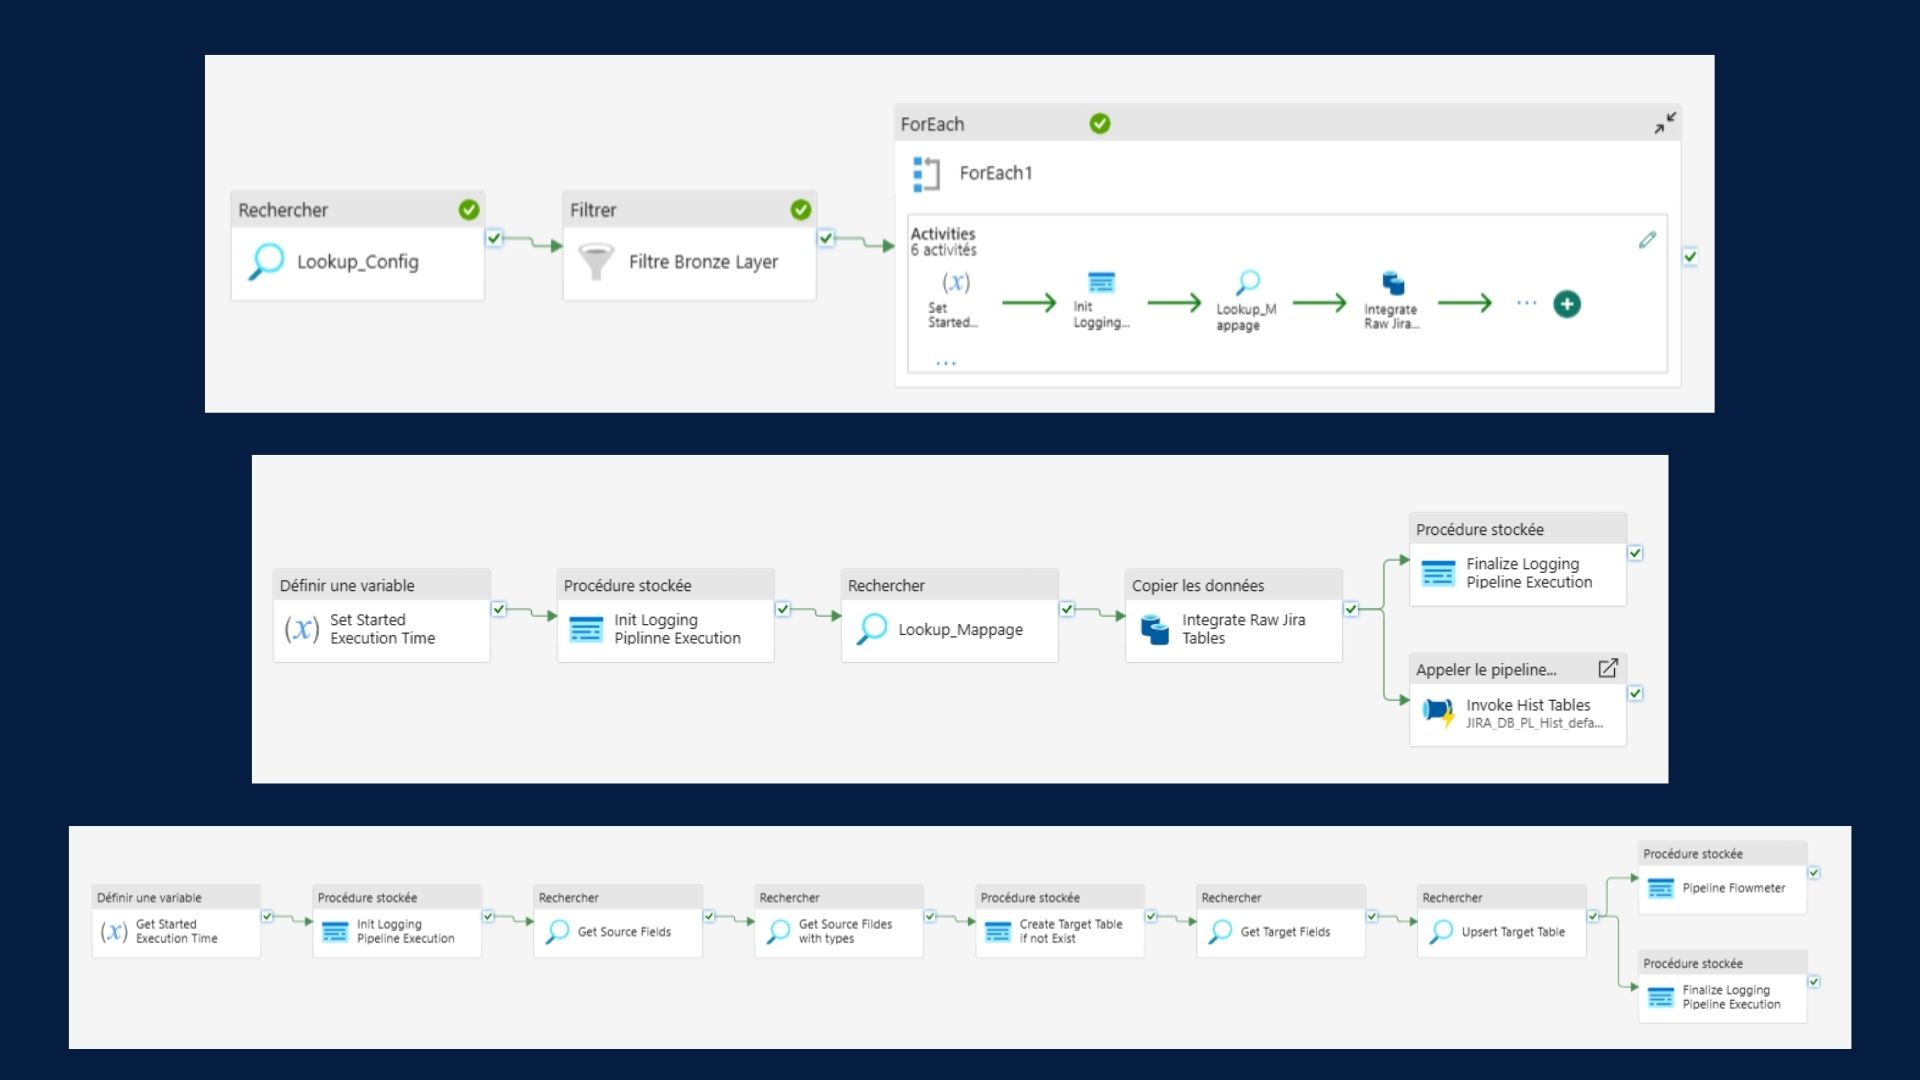 Rechercher
Lookup_Config
Filtrer
Filtre Bronze Layer
ForEach
ForEach1
Activities
6 activités
(x)
Set
Started...
Init
Logging...
Lookup_M
appage
Integrate
Raw Jira...
...
...
Définir une variable
(x)
Set Started
Execution Time
Procédure stockée
Init Logging
Piplinne Execution
Rechercher
Lookup_Mappage
Copier les données
Integrate Raw Jira
Tables
Procédure stockée
Finalize Logging
Pipeline Execution
Appeler le pipeline...
Invoke Hist Tables
JIRA_DB_PL_Hist_defa...
Définir une variable
(x)
Get Started
Execution Time
Procédure stockée
Init Logging
Pipeline Execution
Rechercher
Get Source Fields
Rechercher
Get Source Fildes
with types
Procédure stockée
Create Target Table
if not Exist
Rechercher
Get Target Fields
Rechercher
Upsert Target Table
Procédure stockée
Pipeline Flowmeter
Procédure stockée
Finalize Logging
Pipeline Execution